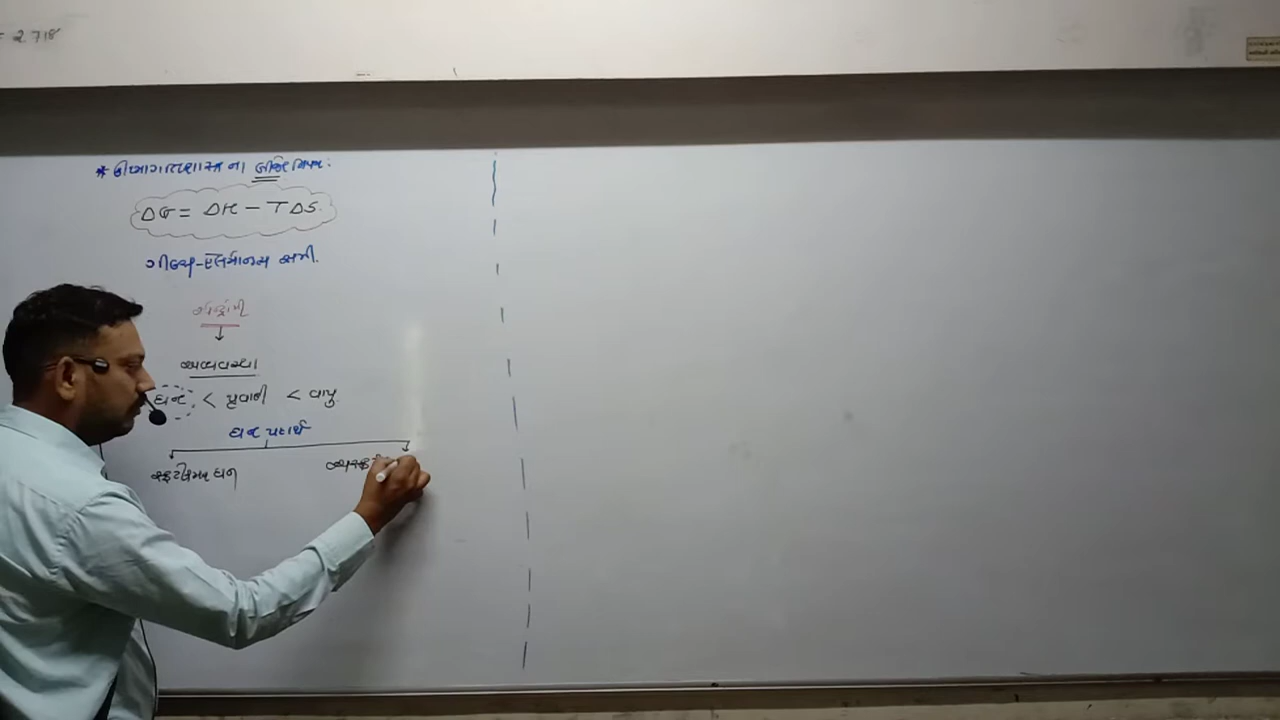 = 2.718
* ઉષ્માગતિશાસ્ત્ર ના બીજો નિયમ :
ΔG = ΔH - TΔS.
ગીબ્સ-હેલ્મોલ્ટ્ઝ સમી.
એન્ટ્રોપી
અવ્યવસ્થા
ઘન < પ્રવાહી < વાયુ
ઘન પદાર્થ
સ્ફટીકમય ઘન